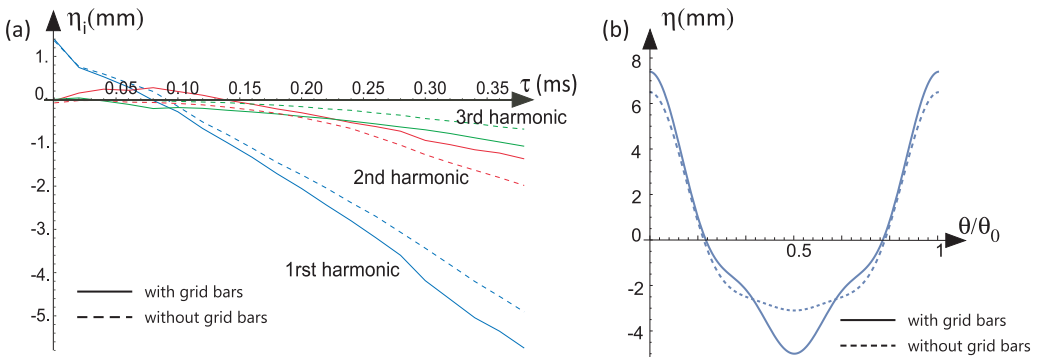 (a)
ηi(mm)
1.
0
-1.
-2.
-3.
-4.
-5.
0.05 0.10 0.15 0.20 0.25 0.30 0.35
τ (ms)
3rd harmonic
2nd harmonic
1rst harmonic
with grid bars
without grid bars
(b)
η(mm)
8
6
4
2
0
-2
-4
0.5
1
θ/θ0
with grid bars
without grid bars